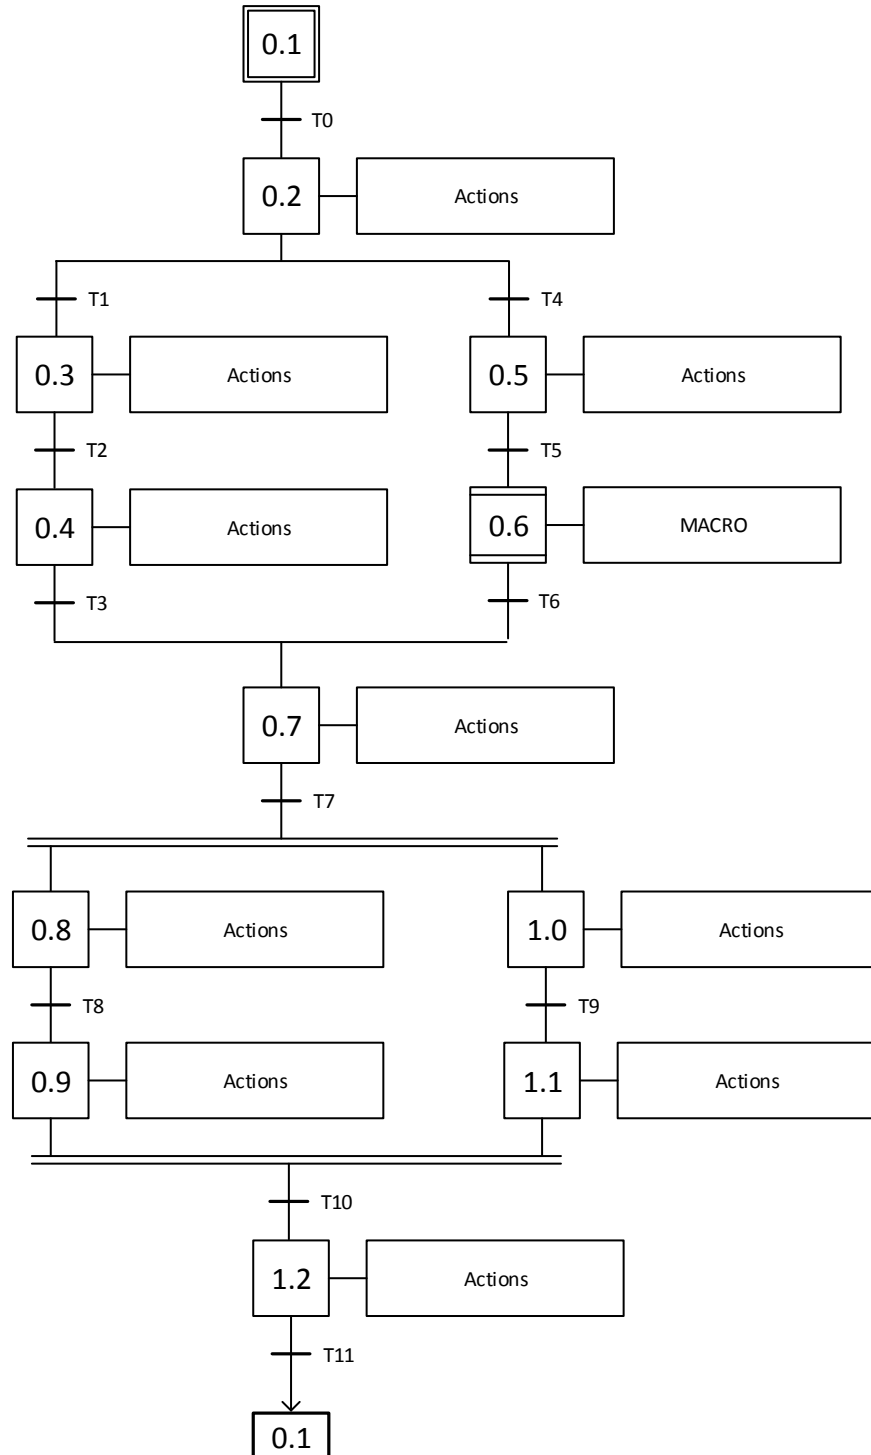 0.1
T0
0.2
Actions
T1
T4
0.3
Actions
0.5
Actions
T2
T5
0.4
Actions
0.6
MACRO
T3
T6
0.7
Actions
T7
0.8
Actions
1.0
Actions
T8
T9
0.9
Actions
1.1
Actions
T10
1.2
Actions
T11
0.1